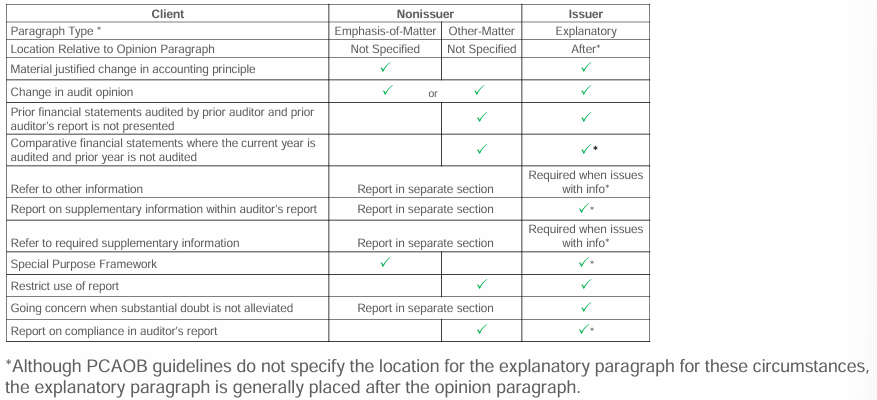 Client Nonissuer Issuer
Paragraph Type * Emphasis-of-Matter Other-Matter Explanatory
Location Relative to Opinion Paragraph Not Specified Not Specified After*
Material justified change in accounting principle ✓ ✓
Change in audit opinion ✓ or ✓ ✓
Prior financial statements audited by prior auditor and prior
auditor's report is not presented ✓ ✓
Comparative financial statements where the current year is
audited and prior year is not audited ✓ ✓*
Required when issues
Refer to other information Report in separate section with info*
Report on supplementary information within auditor's report Report in separate section ✓*
Required when issues
Refer to required supplementary information Report in separate section with info*
Special Purpose Framework ✓ ✓*
Restrict use of report ✓ ✓
Going concern when substantial doubt is not alleviated Report in separate section ✓
Report on compliance in auditor's report ✓ ✓*
*Although PCAOB guidelines do not specify the location for the explanatory paragraph for these circumstances,
the explanatory paragraph is generally placed after the opinion paragraph.